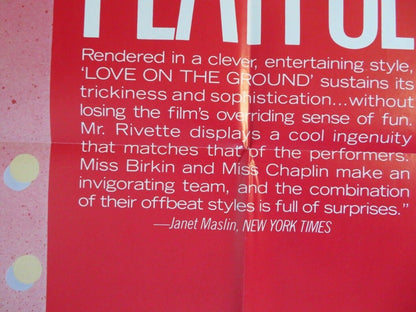 Rendered in a clever, entertaining style,
‘LOVE ON THE GROUND’ sustains its
trickiness and sophistication...without
losing the film’s overriding sense of fun.
Mr. Rivette displays a cool ingenuity
that matches that of the performers.
Miss Birkin and Miss Chaplin make an
invigorating team, and the combination
of their offbeat styles is full of surprises.”
—Janet Maslin, NEW YORK TIMES